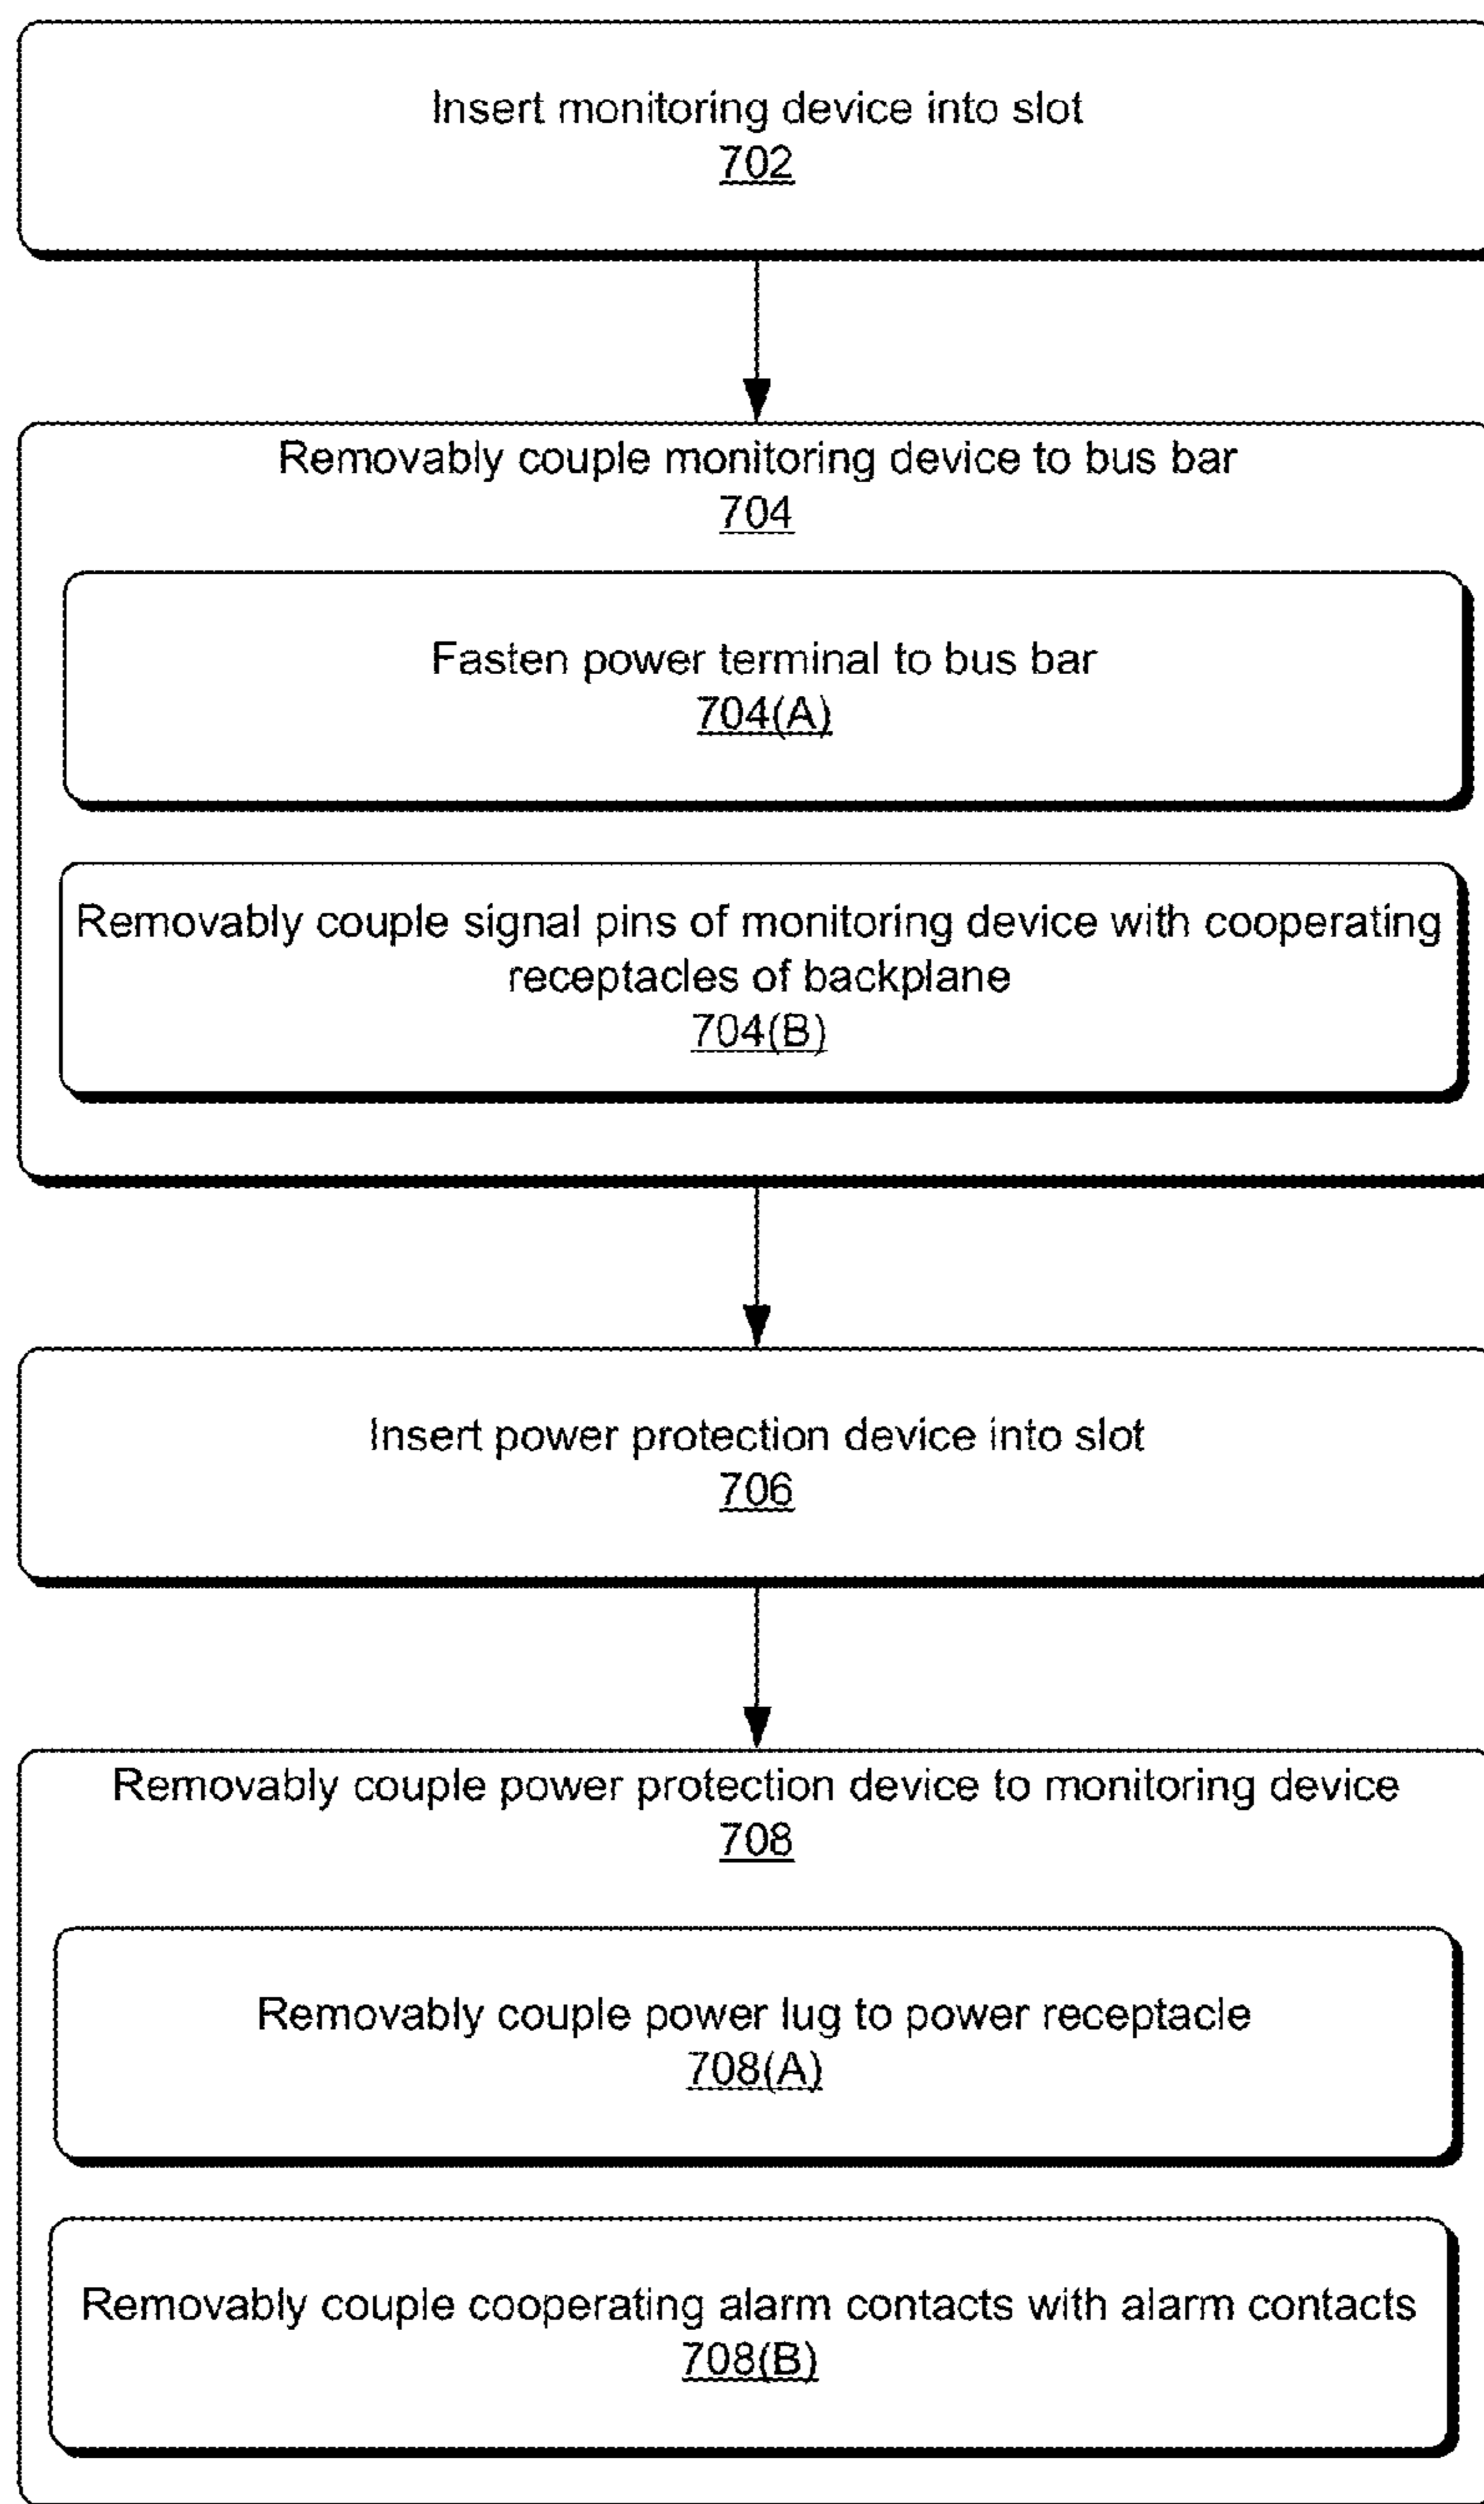 Insert monitoring device into slot
702
Removably couple monitoring device to bus bar
704
Fasten power terminal to bus bar
704(A)
Removably couple signal pins of monitoring device with cooperating
receptacles of backplane
704(B)
Insert power protection device into slot
706
Removably couple power protection device to monitoring device
708
Removably couple power lug to power receptacle
708(A)
Removably couple cooperating alarm contacts with alarm contacts
708(B)